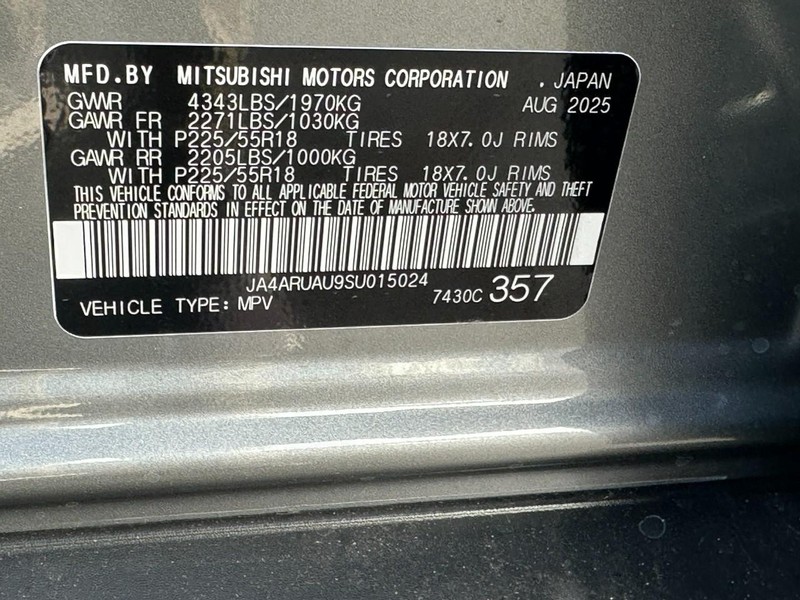 MFD.BY MITSUBISHI MOTORS CORPORATION . JAPAN
GVWR 4343LBS/1970KG AUG 2025
GAWR FR 2271LBS/1030KG
WITH P225/55R18 TIRES 18X7.0J RIMS
GAWR RR 2205LBS/1000KG
WITH P225/55R18 TIRES 18X7.0J RIMS
THIS VEHICLE CONFORMS TO ALL APPLICABLE FEDERAL MOTOR VEHICLE SAFETY AND THEFT
PREVENTION STANDARDS IN EFFECT ON THE DATE OF MANUFACTURE SHOWN ABOVE.
JA4ARUAU9SU015024
VEHICLE TYPE: MPV 7430C 357